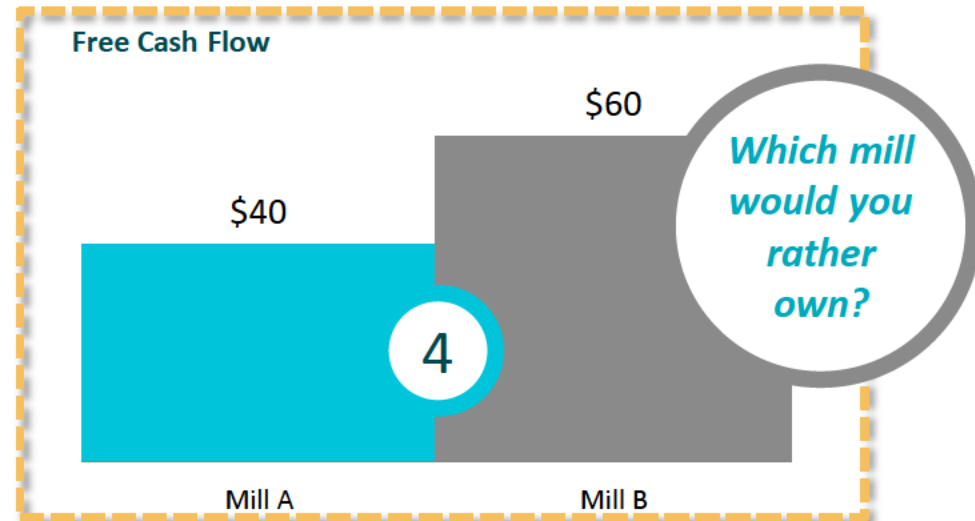 Free Cash Flow
$60
$40
Which mill
would you
rather
own?
4
Mill A
Mill B